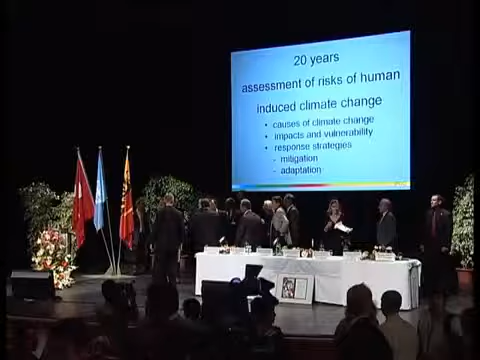 20 years
assessment of risks of human
induced climate change
• causes of climate change
• impacts and vulnerability
• response strategies
- mitigation
- adaptation